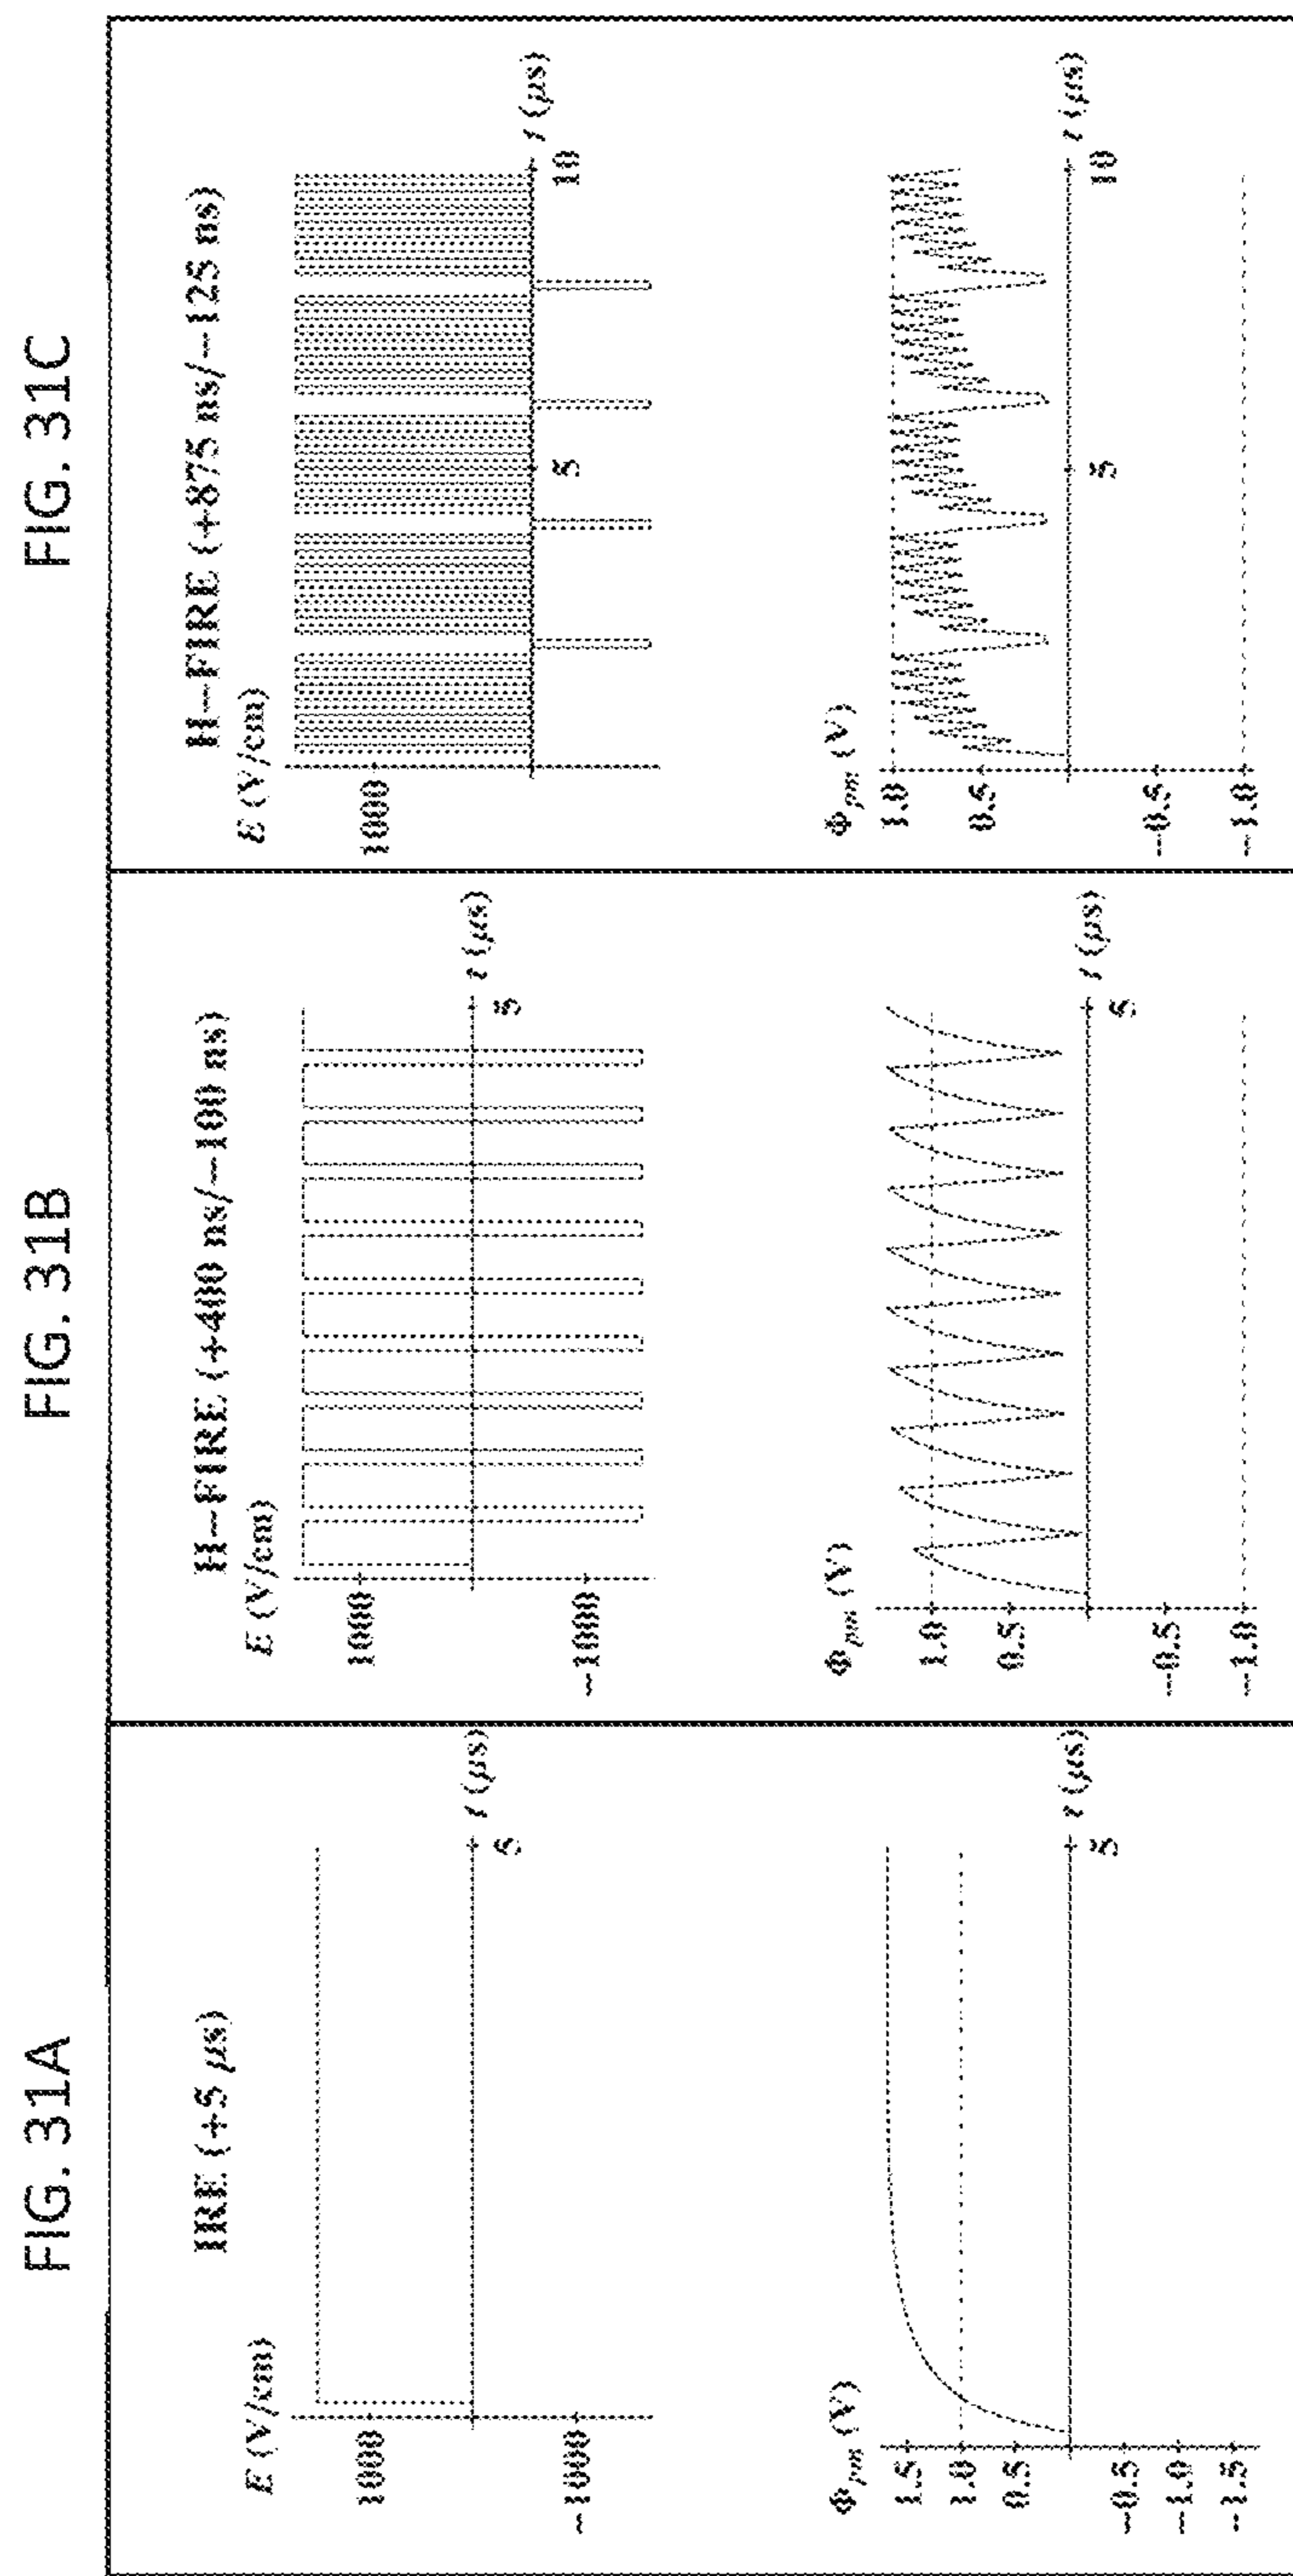 FIG. 31A
IRE (+5 μs)
E (V/cm)
1000
−1000
5
t (μs)
Φpm (V)
1.5
1.0
0.5
−0.5
−1.0
−1.5
5
t (μs)
FIG. 31B
H−FIRE (+400 ns/−100 ns)
E (V/cm)
1000
−1000
5
t (μs)
Φpm (V)
1.0
0.5
−0.5
−1.0
5
t (μs)
FIG. 31C
H−FIRE (+875 ns/−125 ns)
E (V/cm)
1000
5
10
t (μs)
Φpm (V)
1.0
0.5
−0.5
−1.0
5
10
t (μs)